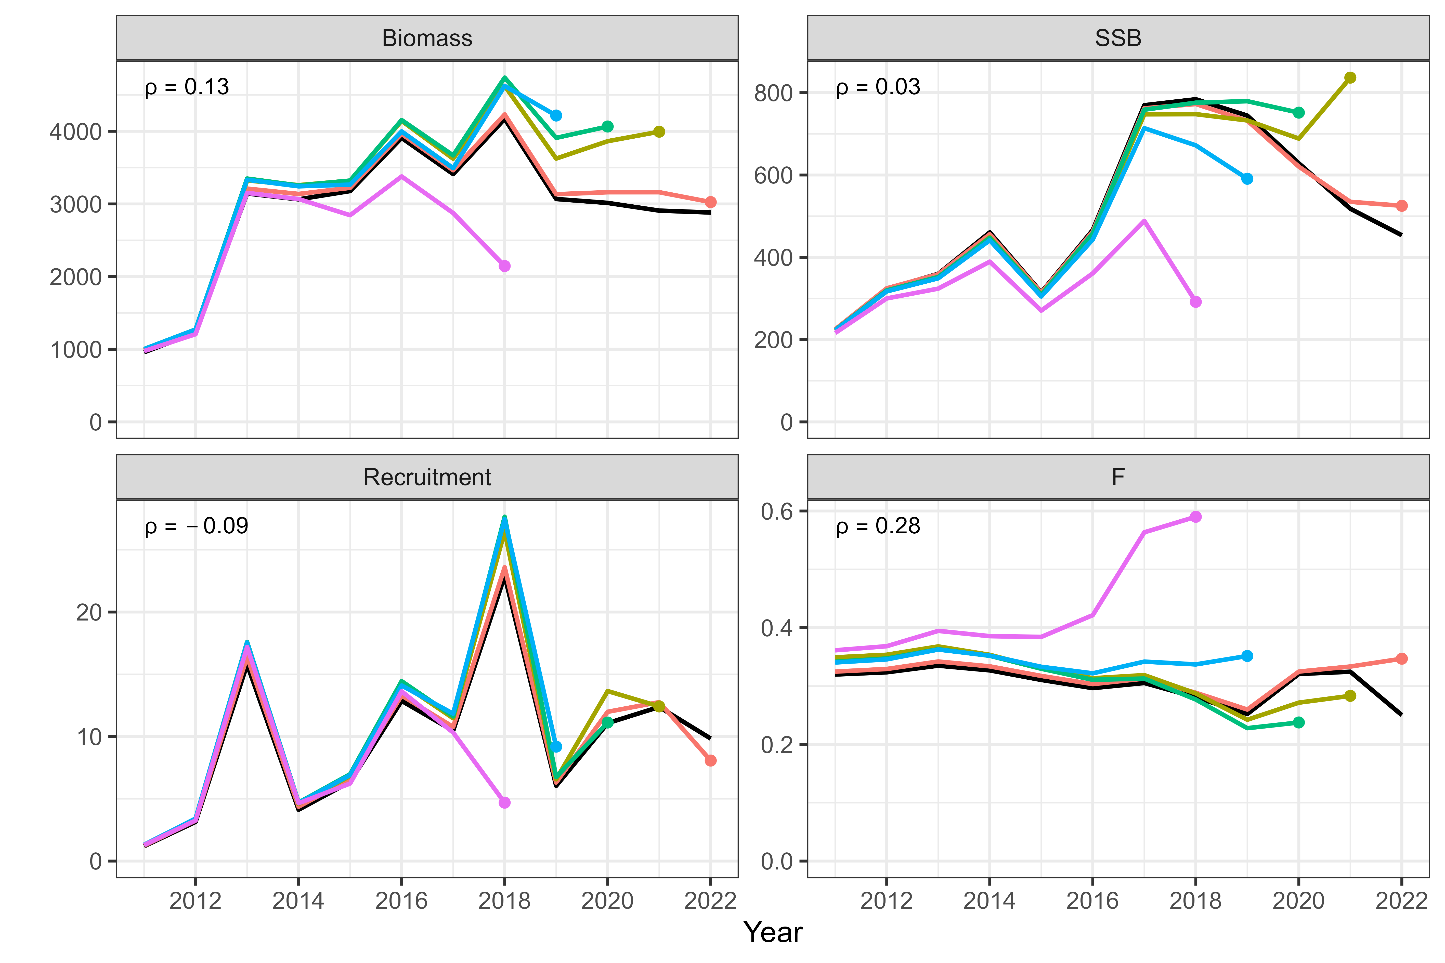 Biomass
ρ = 0.13
4000
3000
2000
1000
0
SSB
ρ = 0.03
800
600
400
200
0
Recruitment
ρ = −0.09
20
10
0
2012 2014 2016 2018 2020 2022
F
ρ = 0.28
0.6
0.4
0.2
0.0
2012 2014 2016 2018 2020 2022
Year